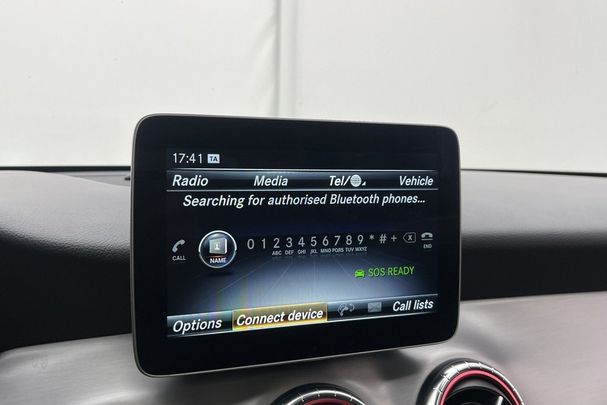 17:41 TA
Radio Media Tel/ Vehicle
Searching for authorised Bluetooth phones...
CALL NAME 0 1 2 3 4 5 6 7 8 9 * # + END
ABC DEF GHI JKL MNO PQRS TUV WXYZ
SOS READY
Options Connect device Call lists